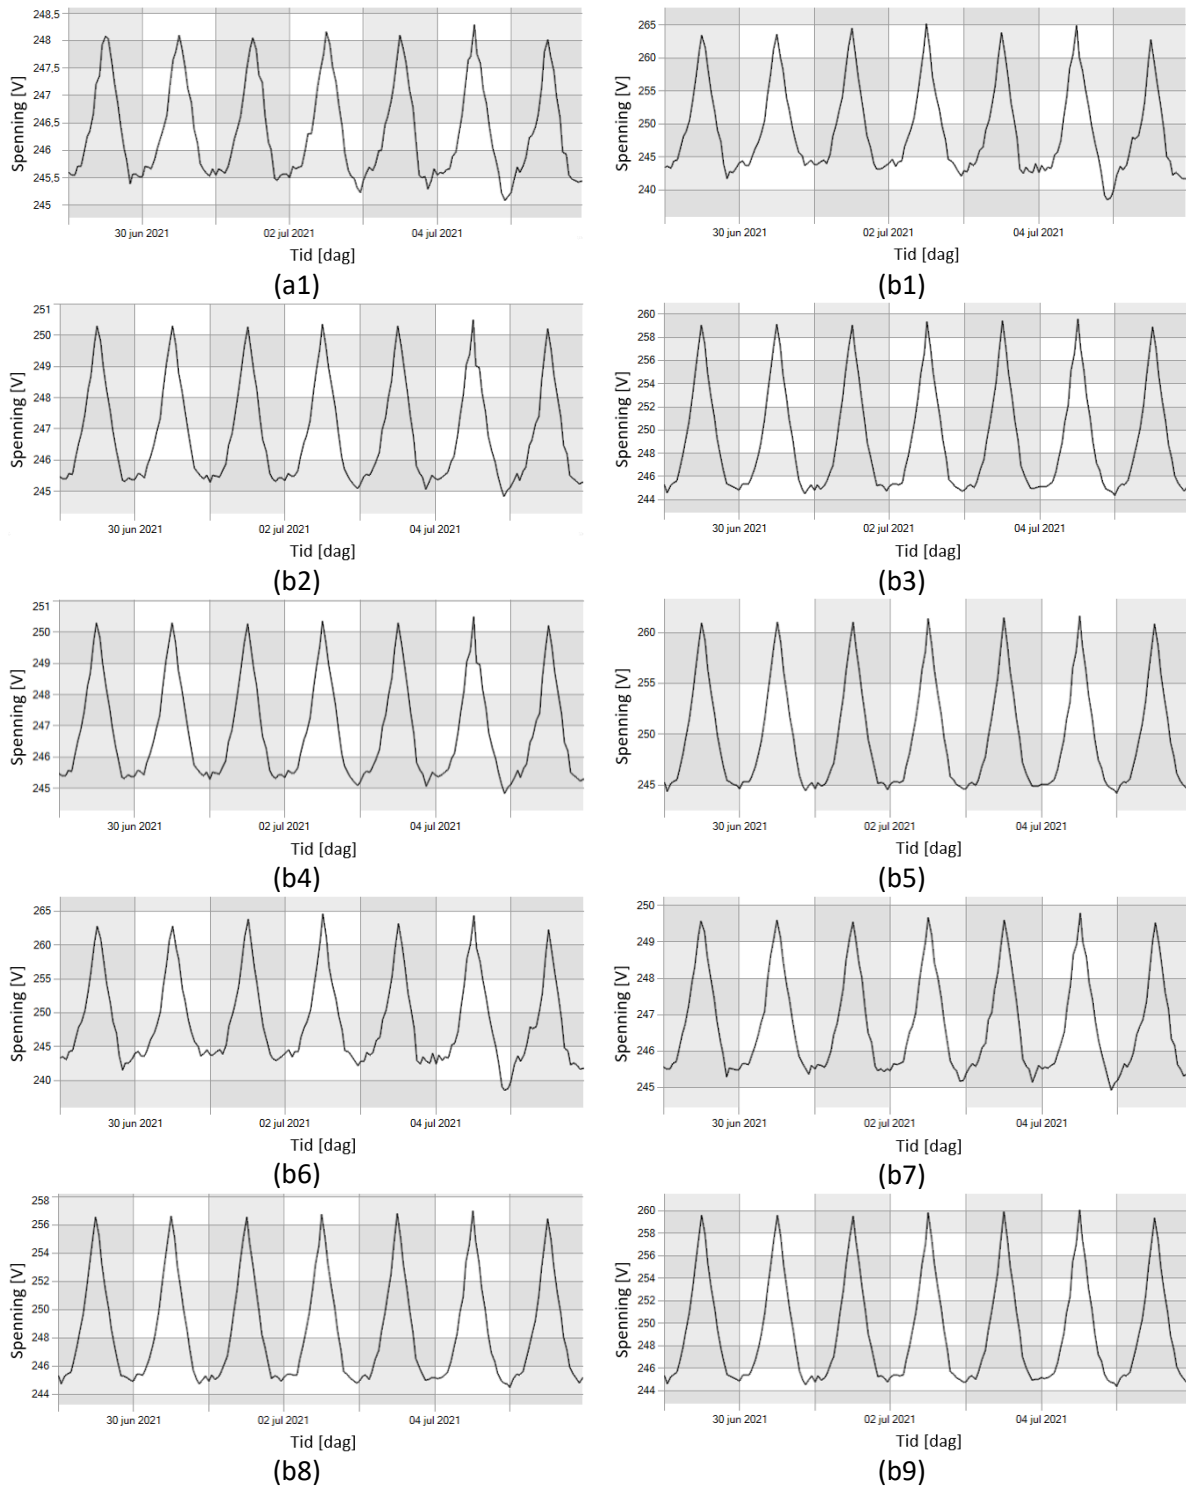 248,5
248
247,5
247
246,5
246
245,5
245
Spenning [V]
30 jun 2021 02 jul 2021 04 jul 2021
Tid [dag]
(a1)
265
260
255
250
245
240
Spenning [V]
30 jun 2021 02 jul 2021 04 jul 2021
Tid [dag]
(b1)
251
250
249
248
247
246
245
Spenning [V]
30 jun 2021 02 jul 2021 04 jul 2021
Tid [dag]
(b2)
260
258
256
254
252
250
248
246
244
Spenning [V]
30 jun 2021 02 jul 2021 04 jul 2021
Tid [dag]
(b3)
251
250
249
248
247
246
245
Spenning [V]
30 jun 2021 02 jul 2021 04 jul 2021
Tid [dag]
(b4)
260
255
250
245
Spenning [V]
30 jun 2021 02 jul 2021 04 jul 2021
Tid [dag]
(b5)
265
260
255
250
245
240
Spenning [V]
30 jun 2021 02 jul 2021 04 jul 2021
Tid [dag]
(b6)
250
249
248
247
246
245
Spenning [V]
30 jun 2021 02 jul 2021 04 jul 2021
Tid [dag]
(b7)
258
256
254
252
250
248
246
244
Spenning [V]
30 jun 2021 02 jul 2021 04 jul 2021
Tid [dag]
(b8)
260
258
256
254
252
250
248
246
244
Spenning [V]
30 jun 2021 02 jul 2021 04 jul 2021
Tid [dag]
(b9)